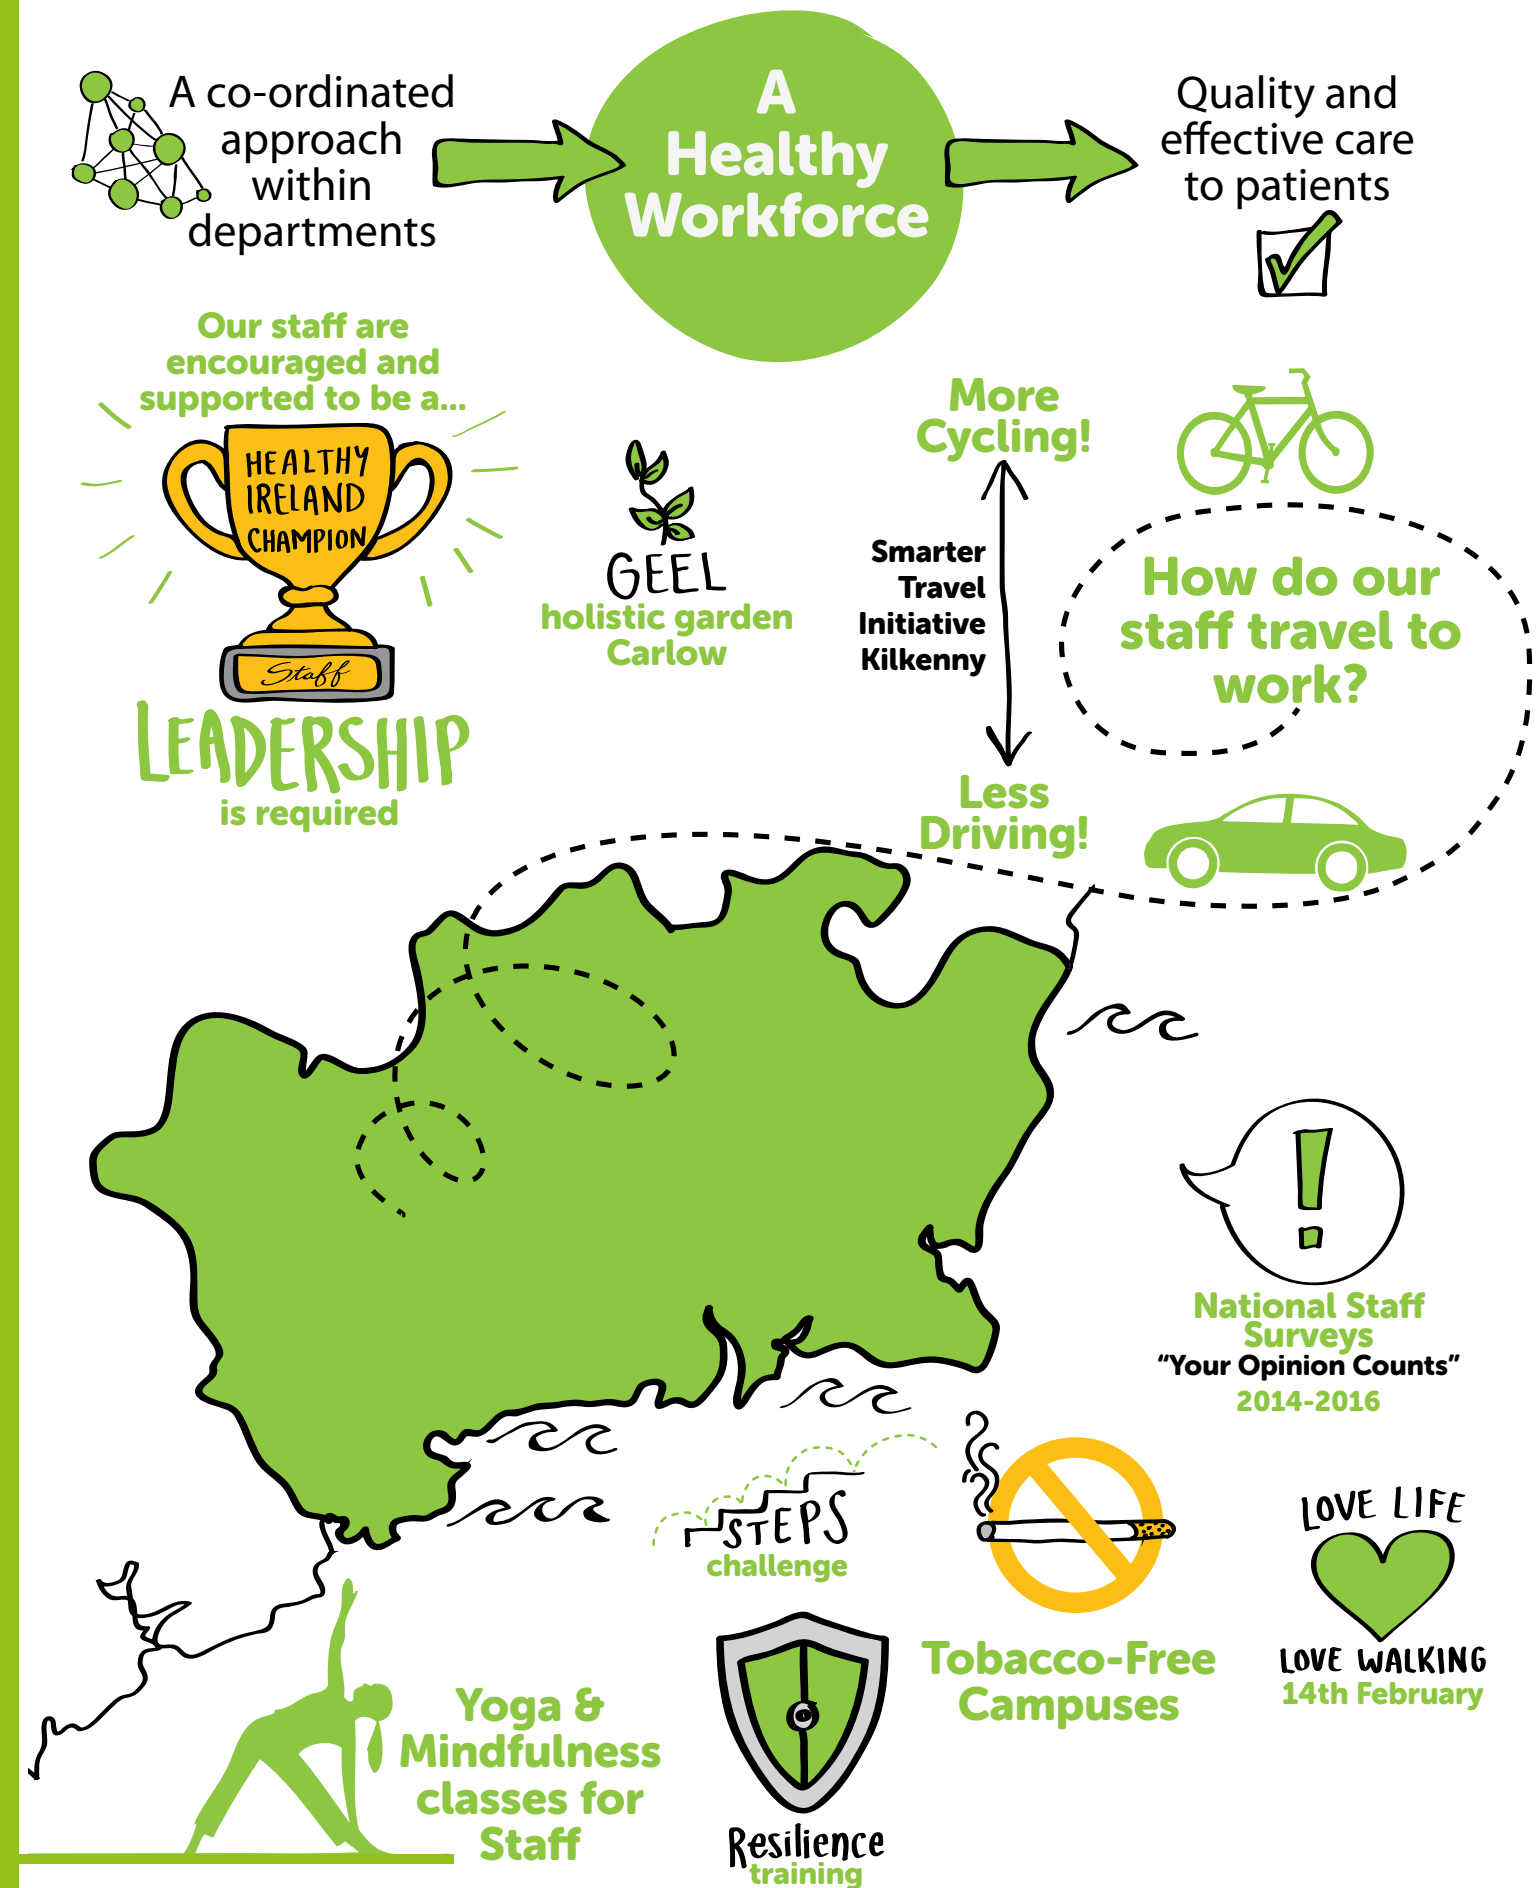 A co-ordinated
approach
within
departments
A
Healthy
Workforce
Quality and
effective care
to patients
Our staff are
encouraged and
supported to be a...
HEALTHY
IRELAND
CHAMPION
Staff
LEADERSHIP
is required
GEEL
holistic garden
Carlow
More
Cycling!
Smarter
Travel
Initiative
Kilkenny
Less
Driving!
How do our
staff travel to
work?
National Staff
Surveys
“Your Opinion Counts”
2014-2016
STEPS
challenge
Tobacco-Free
Campuses
LOVE LIFE
LOVE WALKING
14th February
Yoga &
Mindfulness
classes for
Staff
Resilience
training